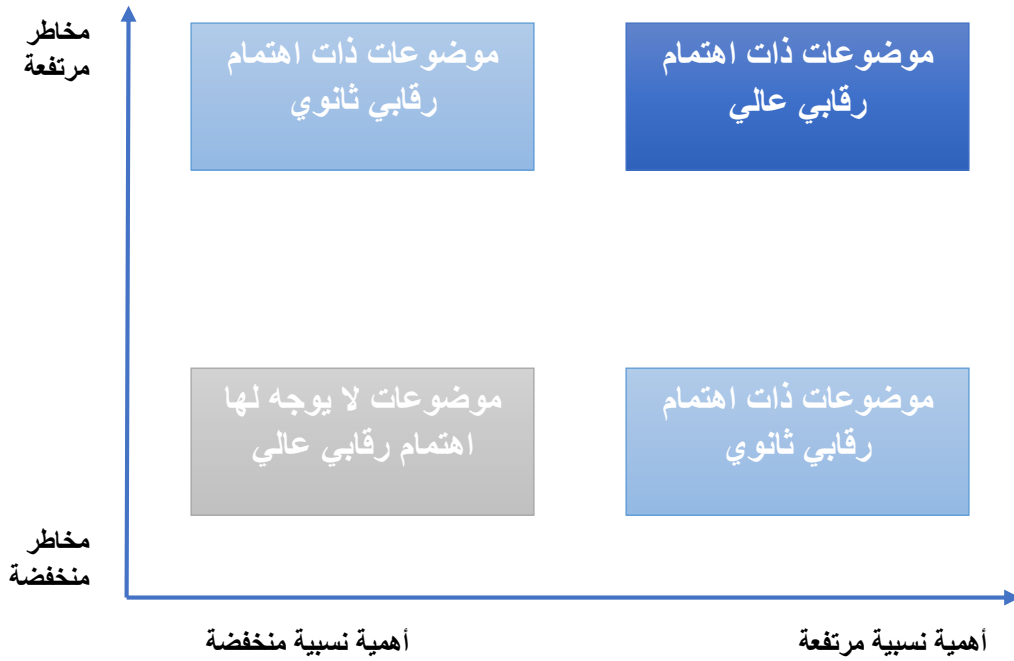 مخاطر
مرتفعة
موضوعات ذات اهتمام
رقابي عالي
موضوعات ذات اهتمام
رقابي ثانوي
موضوعات ذات اهتمام
رقابي ثانوي
موضوعات لا يوجه لها
اهتمام رقابي عالي
مخاطر
منخفضة
أهمية نسبية مرتفعة
أهمية نسبية منخفضة